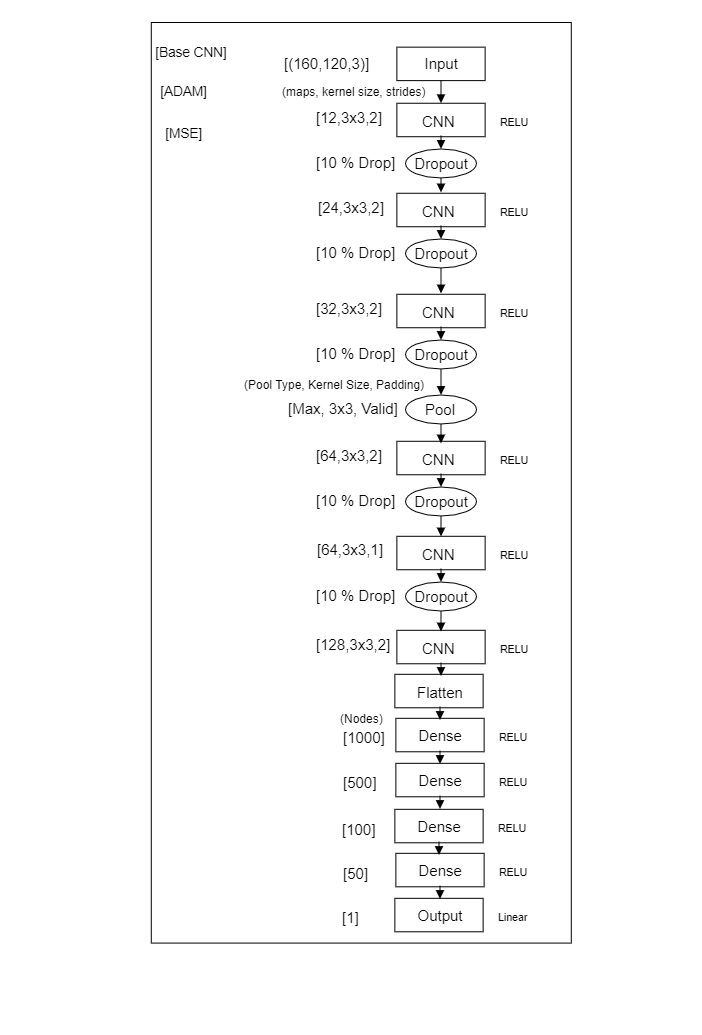 [Base CNN]
[(160,120,3)] Input
[ADAM]
(maps, kernel size, strides)
[12,3x3,2] CNN RELU
[MSE]
[10 % Drop] Dropout
[24,3x3,2] CNN RELU
[10 % Drop] Dropout
[32,3x3,2] CNN RELU
[10 % Drop] Dropout
(Pool Type, Kernel Size, Padding)
[Max, 3x3, Valid] Pool
[64,3x3,2] CNN RELU
[10 % Drop] Dropout
[64,3x3,1] CNN RELU
[10 % Drop] Dropout
[128,3x3,2] CNN RELU
Flatten
(Nodes)
[1000] Dense RELU
[500] Dense RELU
[100] Dense RELU
[50] Dense RELU
[1] Output Linear